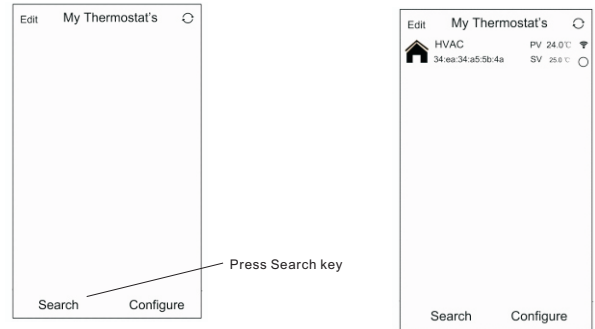 Edit My Thermostat's
Press Search key
Search Configure
Edit My Thermostat's
HVAC PV 24.0℃
34:ea:34:a5:5b:4a SV 25.0℃
Search Configure